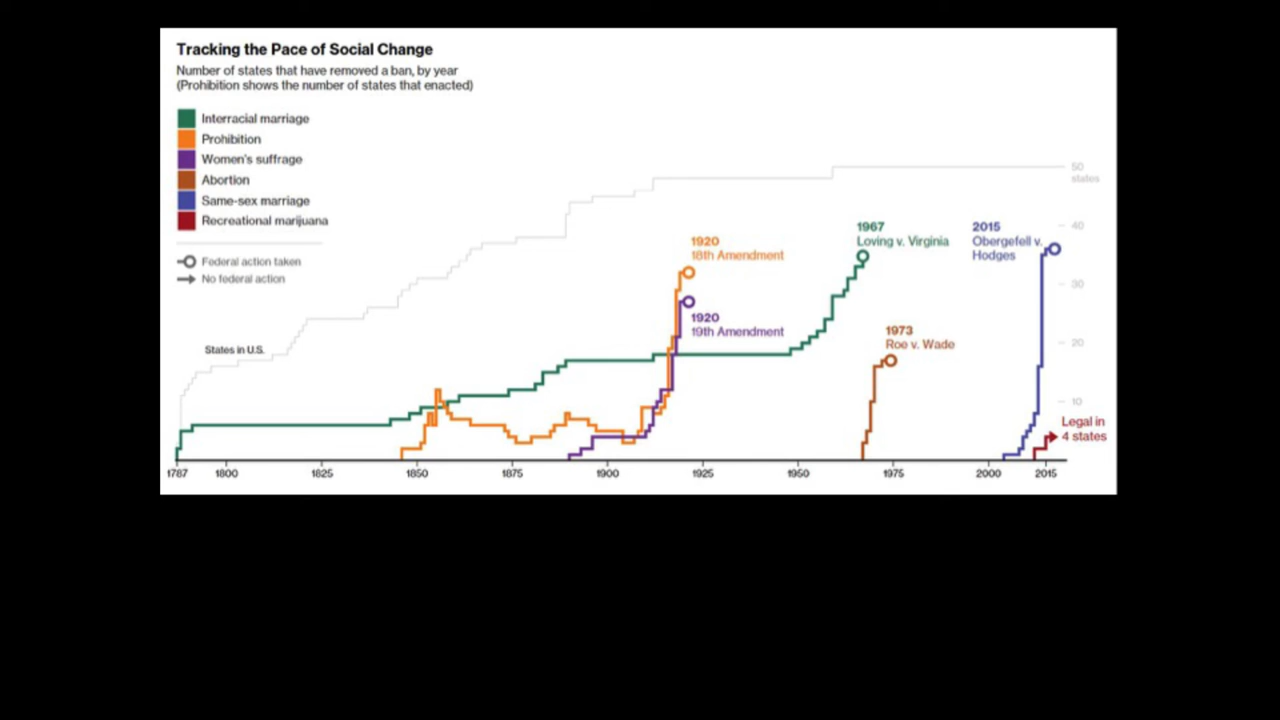 Tracking the Pace of Social Change
Number of states that have removed a ban, by year
(Prohibition shows the number of states that enacted)
Interracial marriage
Prohibition
Women's suffrage
Abortion
Same-sex marriage
Recreational marijuana
Federal action taken
No federal action
States in U.S.
50
states
40
30
20
10
1920
18th Amendment
1920
19th Amendment
1967
Loving v. Virginia
1973
Roe v. Wade
2015
Obergefell v.
Hodges
Legal in
4 states
1787 1800 1825 1850 1875 1900 1925 1950 1975 2000 2015